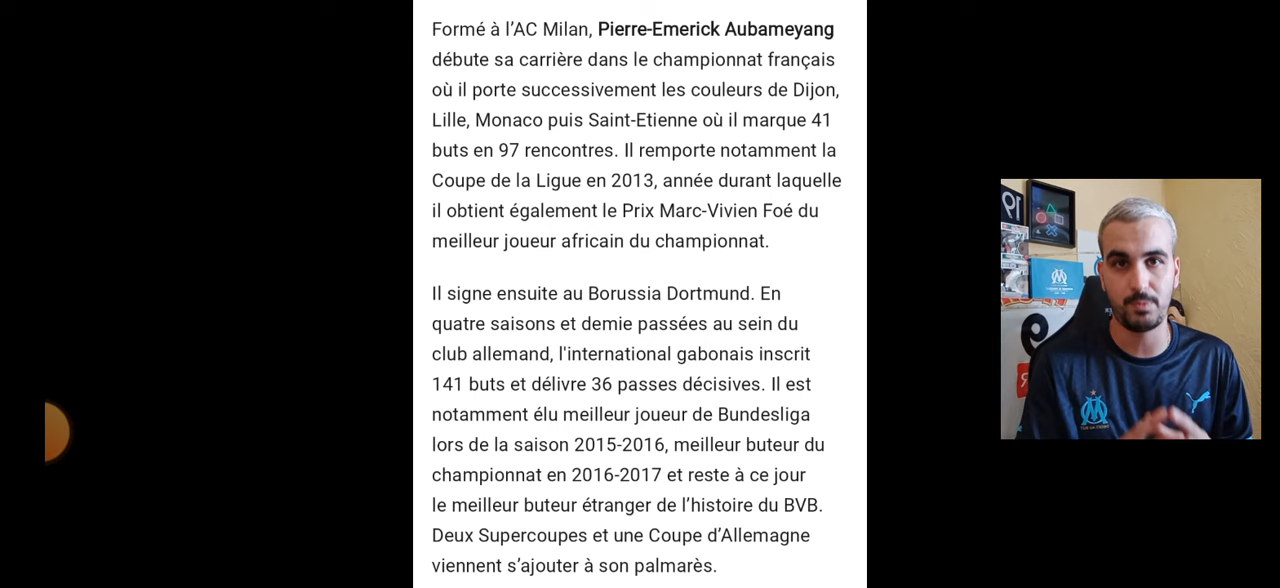 Formé à l’AC Milan, Pierre-Emerick Aubameyang
débute sa carrière dans le championnat français
où il porte successivement les couleurs de Dijon,
Lille, Monaco puis Saint-Etienne où il marque 41
buts en 97 rencontres. Il remporte notamment la
Coupe de la Ligue en 2013, année durant laquelle
il obtient également le Prix Marc-Vivien Foé du
meilleur joueur africain du championnat.
Il signe ensuite au Borussia Dortmund. En
quatre saisons et demie passées au sein du
club allemand, l'international gabonais inscrit
141 buts et délivre 36 passes décisives. Il est
notamment élu meilleur joueur de Bundesliga
lors de la saison 2015-2016, meilleur buteur du
championnat en 2016-2017 et reste à ce jour
le meilleur buteur étranger de l’histoire du BVB.
Deux Supercoupes et une Coupe d’Allemagne
viennent s’ajouter à son palmarès.